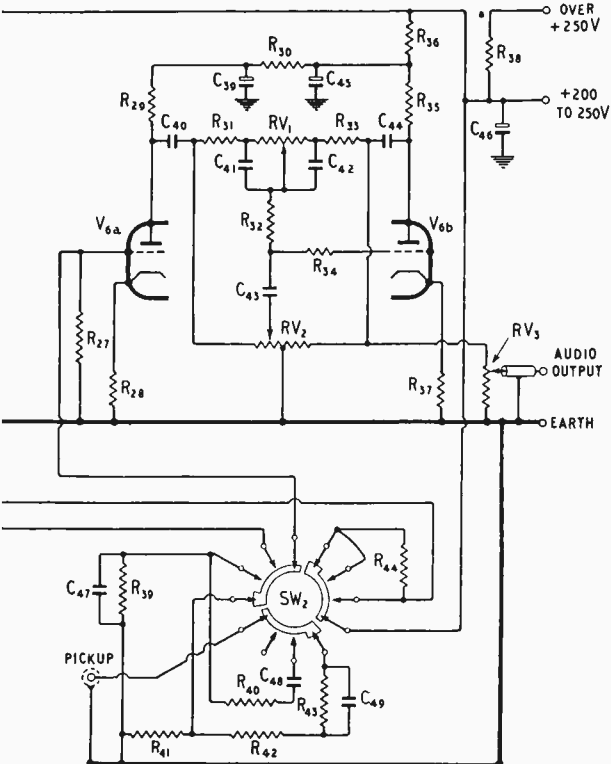 OVER
+250V
R36
R30
R38
C39
C45
R29
R35
+200
TO 250V
C40
R31
RV1
R33
C44
C46
C41
C42
V6a
R32
V6b
R34
C43
R27
RV2
RV3
AUDIO
OUTPUT
R28
R37
EARTH
R44
C47
R39
SW2
PICKUP
R40
C48
R43
C49
R41
R42